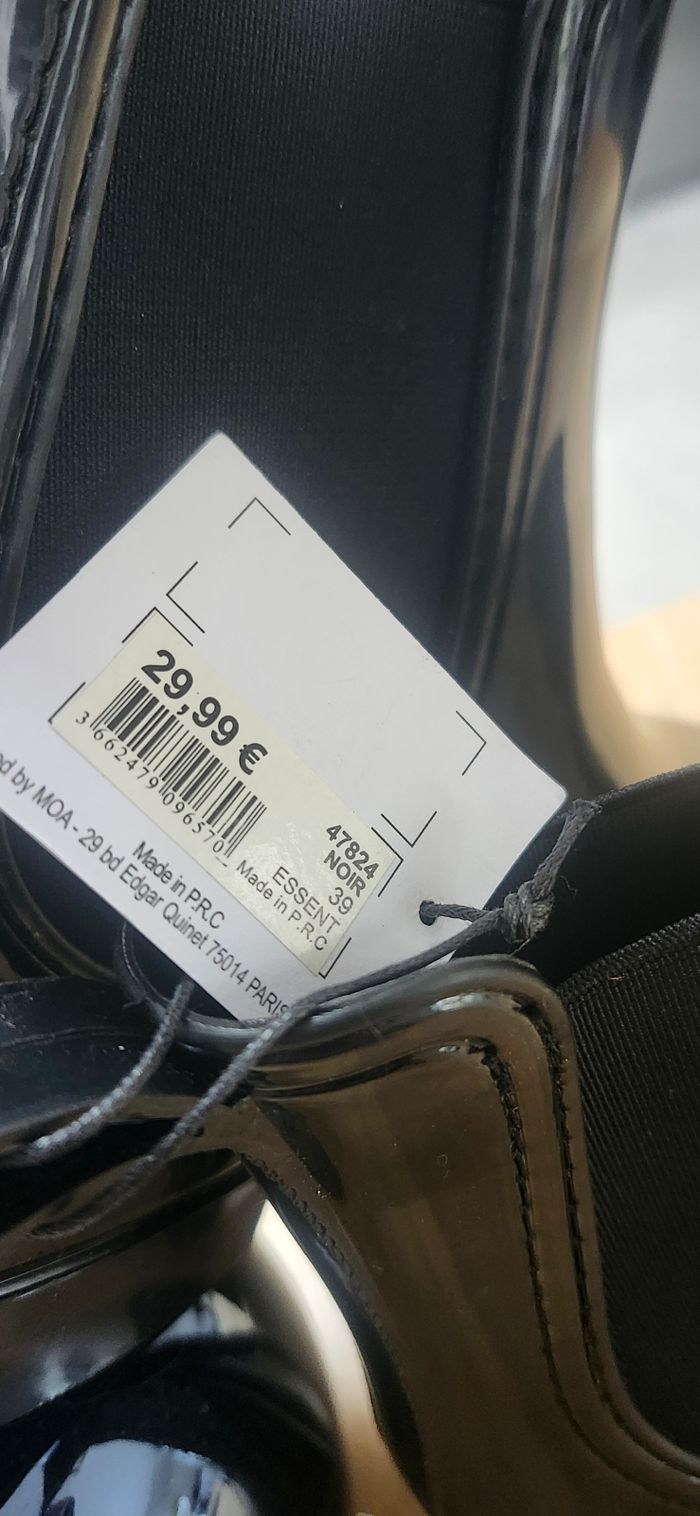 29,99 €
3 662479 096570
47824
NOIR
39
ESSENT
Made in P.R.C
Made in P.R.C
by MOA - 29 bd Edgar Quinet 75014 PARIS